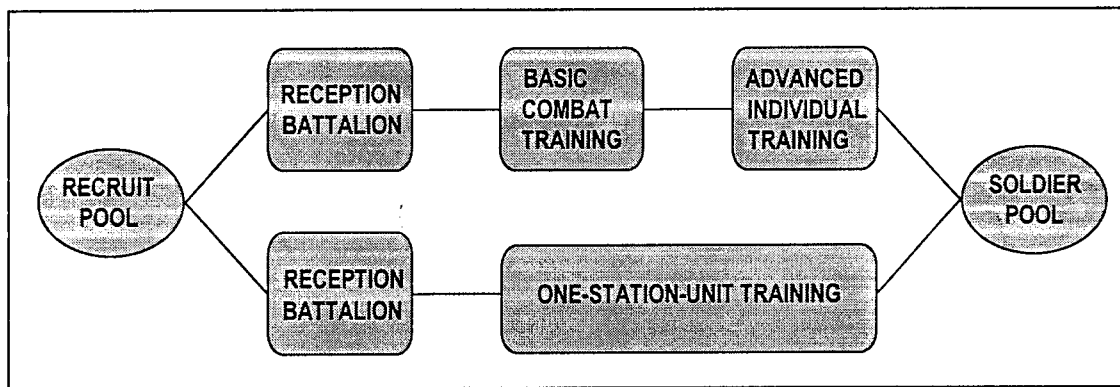 RECEPTION
BATTALION
BASIC
COMBAT
TRAINING
ADVANCED
INDIVIDUAL
TRAINING
RECRUIT
POOL
SOLDIER
POOL
RECEPTION
BATTALION
ONE-STATION-UNIT TRAINING